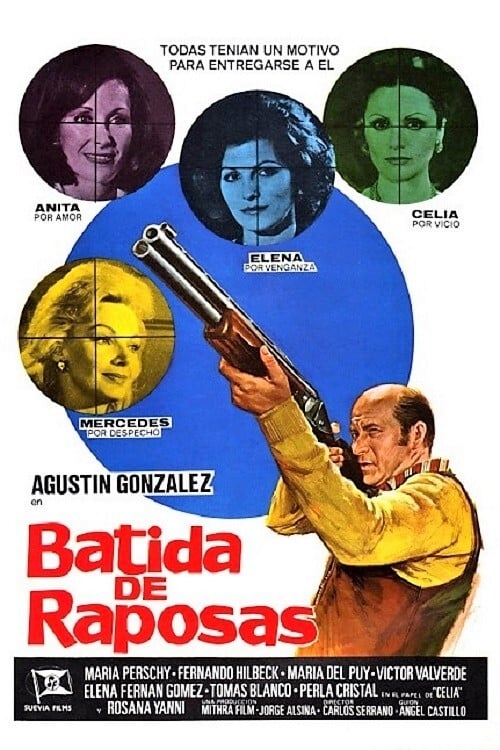 TODAS TENIAN UN MOTIVO
PARA ENTREGARSE A EL
ANITA
POR AMOR
ELENA
POR VENGANZA
CELIA
POR VICIO
MERCEDES
POR DESPECHO
AGUSTIN GONZALEZ
en
Batida
DE
Raposas
SUEVIA FILMS
MARIA PERSCHY · FERNANDO HILBECK · MARIA DEL PUY · VICTOR VALVERDE
ELENA FERNAN GOMEZ · TOMAS BLANCO · PERLA CRISTAL EN EL PAPEL DE "CELIA"
y ROSANA YANNI UNA PRODUCCION MITHRA FILM - JORGE ALSINA DIRECTOR CARLOS SERRANO GUION ANGEL CASTILLO